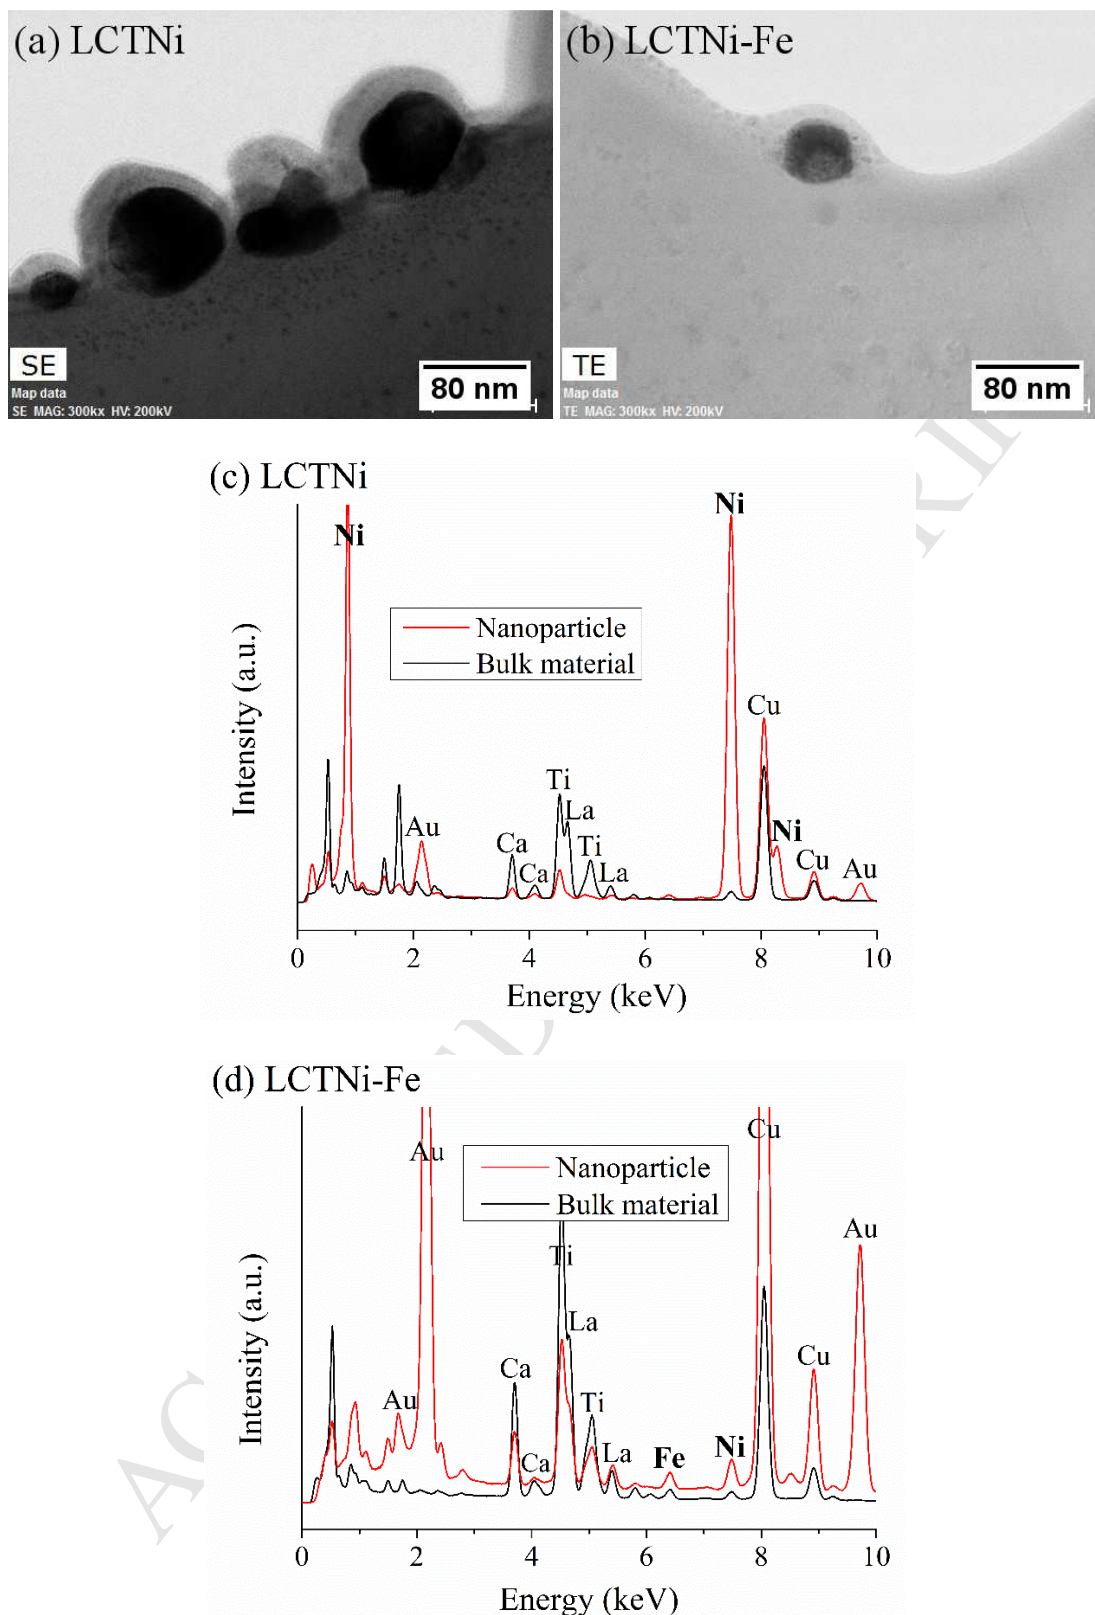 (a) LCTNi
(b) LCTNi-Fe
SE
80 nm
Map data
SE MAG: 300kx HV: 200kV
TE
80 nm
Map data
TE MAG: 300kx HV: 200kV
(c) LCTNi
Ni
Ni
Nanoparticle
Bulk material
Cu
Ti
La
Au
Ni
Ti
Ca
Ca
La
Cu
Au
Intensity (a.u.)
0 2 4 6 8 10
Energy (keV)
(d) LCTNi-Fe
Au
Cu
Nanoparticle
Bulk material
Au
Ti
La
Ca
Cu
Au
Ti
Ca
La
Fe
Ni
Intensity (a.u.)
0 2 4 6 8 10
Energy (keV)